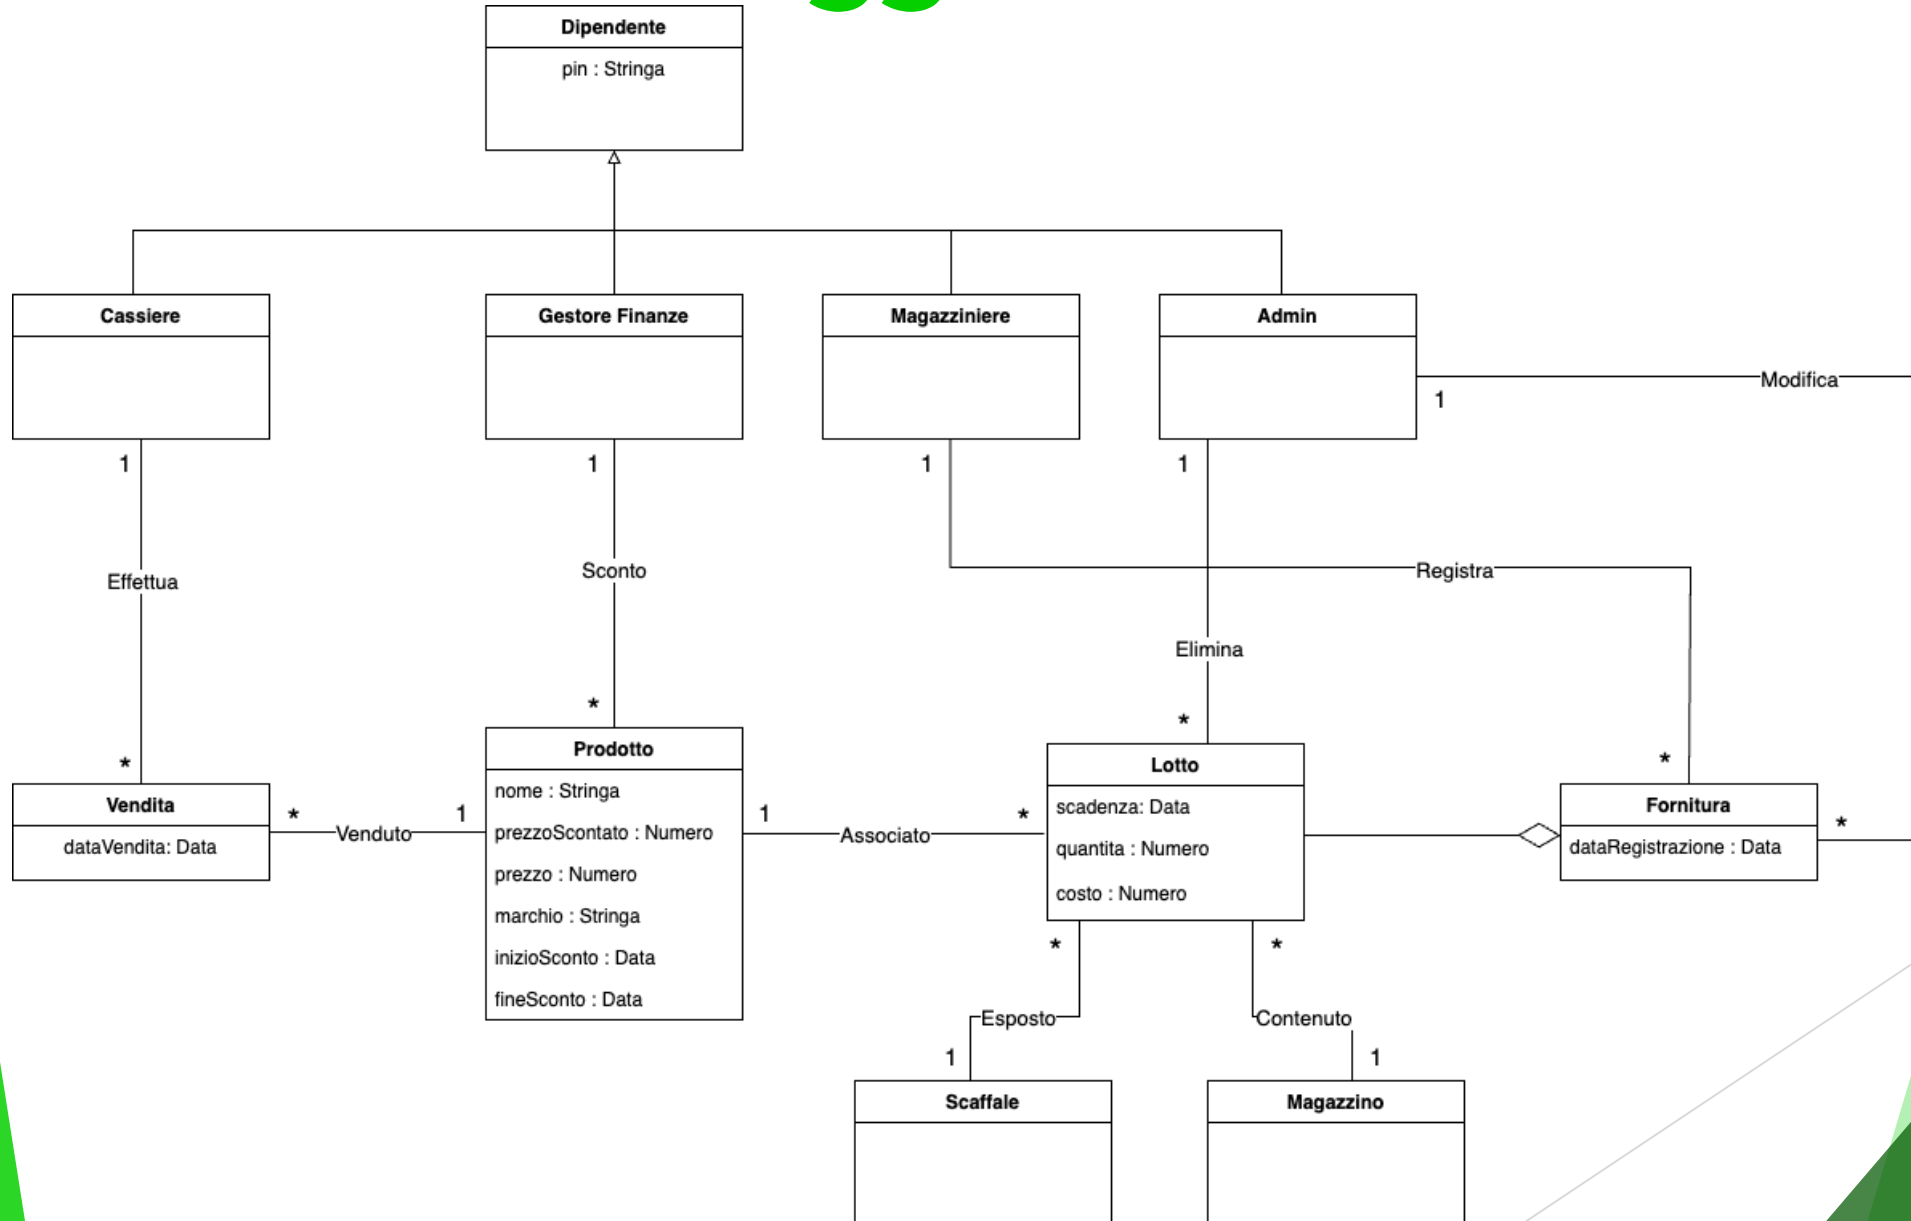 Dipendente
pin : Stringa
Cassiere
Gestore Finanze
Magazziniere
Admin
Modifica
1
1
1
1
1
Effettua
Sconto
Registra
Elimina
*
*
*
*
Prodotto
Lotto
Vendita
Fornitura
nome : Stringa
scadenza: Data
*
1
1
*
*
dataVendita: Data
Venduto
prezzoScontato : Numero
Associato
quantita : Numero
dataRegistrazione : Data
prezzo : Numero
costo : Numero
marchio : Stringa
*
*
inizioSconto : Data
fineSconto : Data
Esposto
Contenuto
1
1
Scaffale
Magazzino